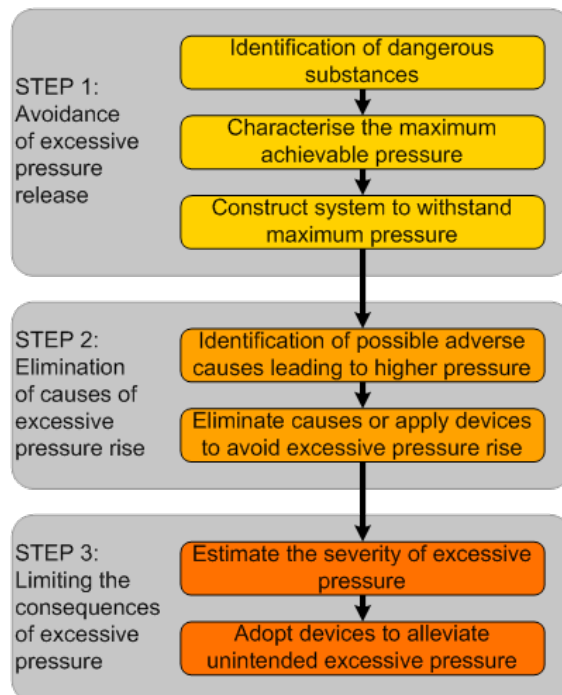 STEP 1:
Avoidance
of excessive
pressure
release
Identification of dangerous
substances
Characterise the maximum
achievable pressure
Construct system to withstand
maximum pressure
STEP 2:
Elimination
of causes of
excessive
pressure rise
Identification of possible adverse
causes leading to higher pressure
Eliminate causes or apply devices
to avoid excessive pressure rise
STEP 3:
Limiting the
consequences
of excessive
pressure
Estimate the severity of excessive
pressure
Adopt devices to alleviate
unintended excessive pressure